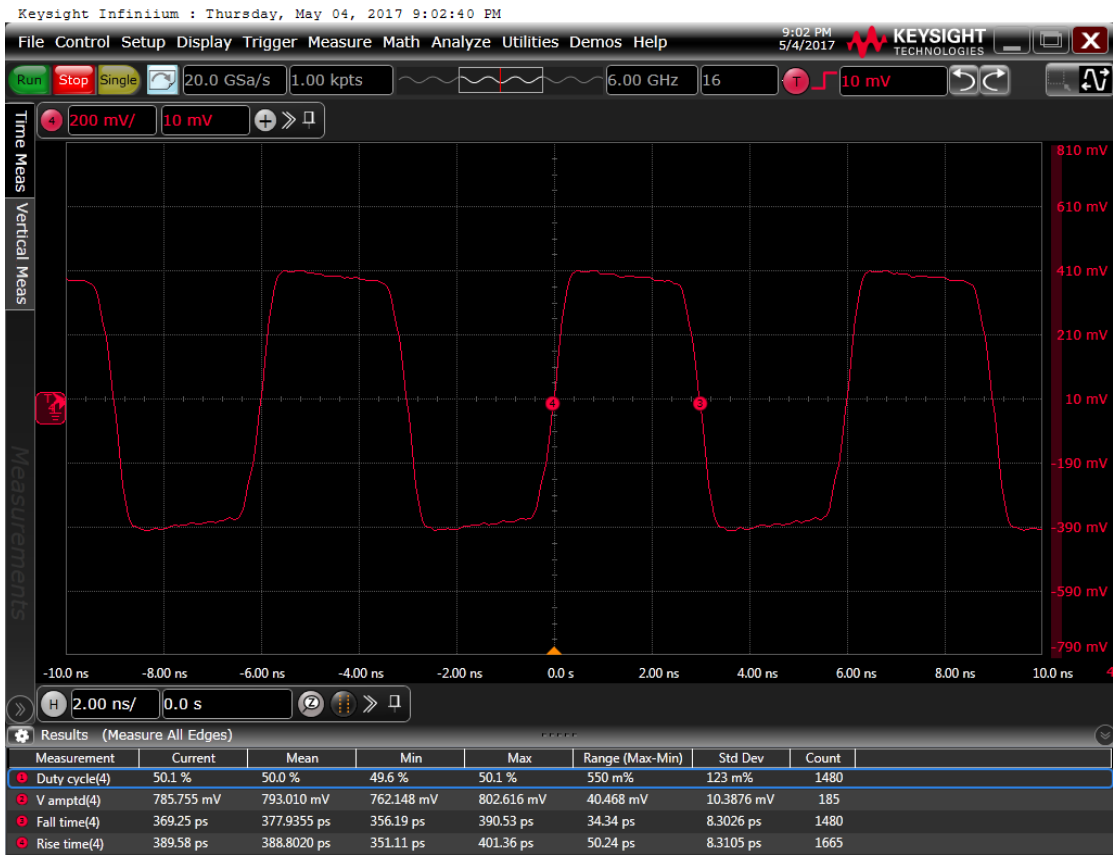 Keysight Infiniium : Thursday, May 04, 2017 9:02:40 PM
File Control Setup Display Trigger Measure Math Analyze Utilities Demos Help
9:02 PM
5/4/2017
KEYSIGHT
TECHNOLOGIES
X
Run Stop Single 20.0 GSa/s 1.00 kpts 6.00 GHz 16 T 10 mV
4 200 mV/ 10 mV
Time Meas
Vertical Meas
Measurements
810 mV
610 mV
410 mV
210 mV
10 mV
-190 mV
-390 mV
-590 mV
-790 mV
T
4
4
3
-10.0 ns -8.00 ns -6.00 ns -4.00 ns -2.00 ns 0.0 s 2.00 ns 4.00 ns 6.00 ns 8.00 ns 10.0 ns 4
H 2.00 ns/ 0.0 s Z
Results (Measure All Edges)
Measurement Current Mean Min Max Range (Max-Min) Std Dev Count
1 Duty cycle(4) 50.1 % 50.0 % 49.6 % 50.1 % 550 m% 123 m% 1480
2 V amptd(4) 785.755 mV 793.010 mV 762.148 mV 802.616 mV 40.468 mV 10.3876 mV 185
3 Fall time(4) 369.25 ps 377.9355 ps 356.19 ps 390.53 ps 34.34 ps 8.3026 ps 1480
4 Rise time(4) 389.58 ps 388.8020 ps 351.11 ps 401.36 ps 50.24 ps 8.3105 ps 1665